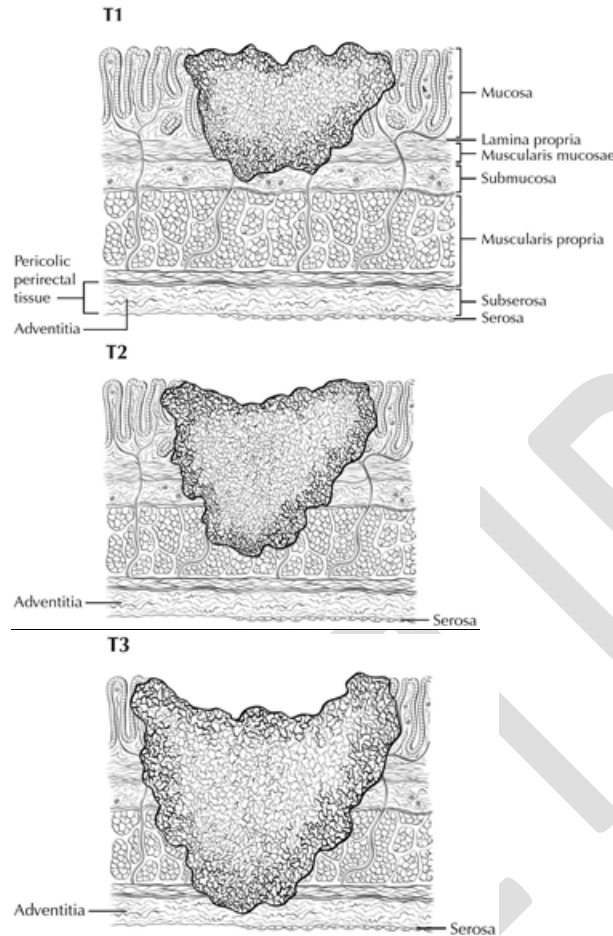 T1
Mucosa
Lamina propria
Muscularis mucosae
Submucosa
Muscularis propria
Pericolic
perirectal
tissue
Subserosa
Adventitia
Serosa
T2
Adventitia
Serosa
T3
Adventitia
Serosa